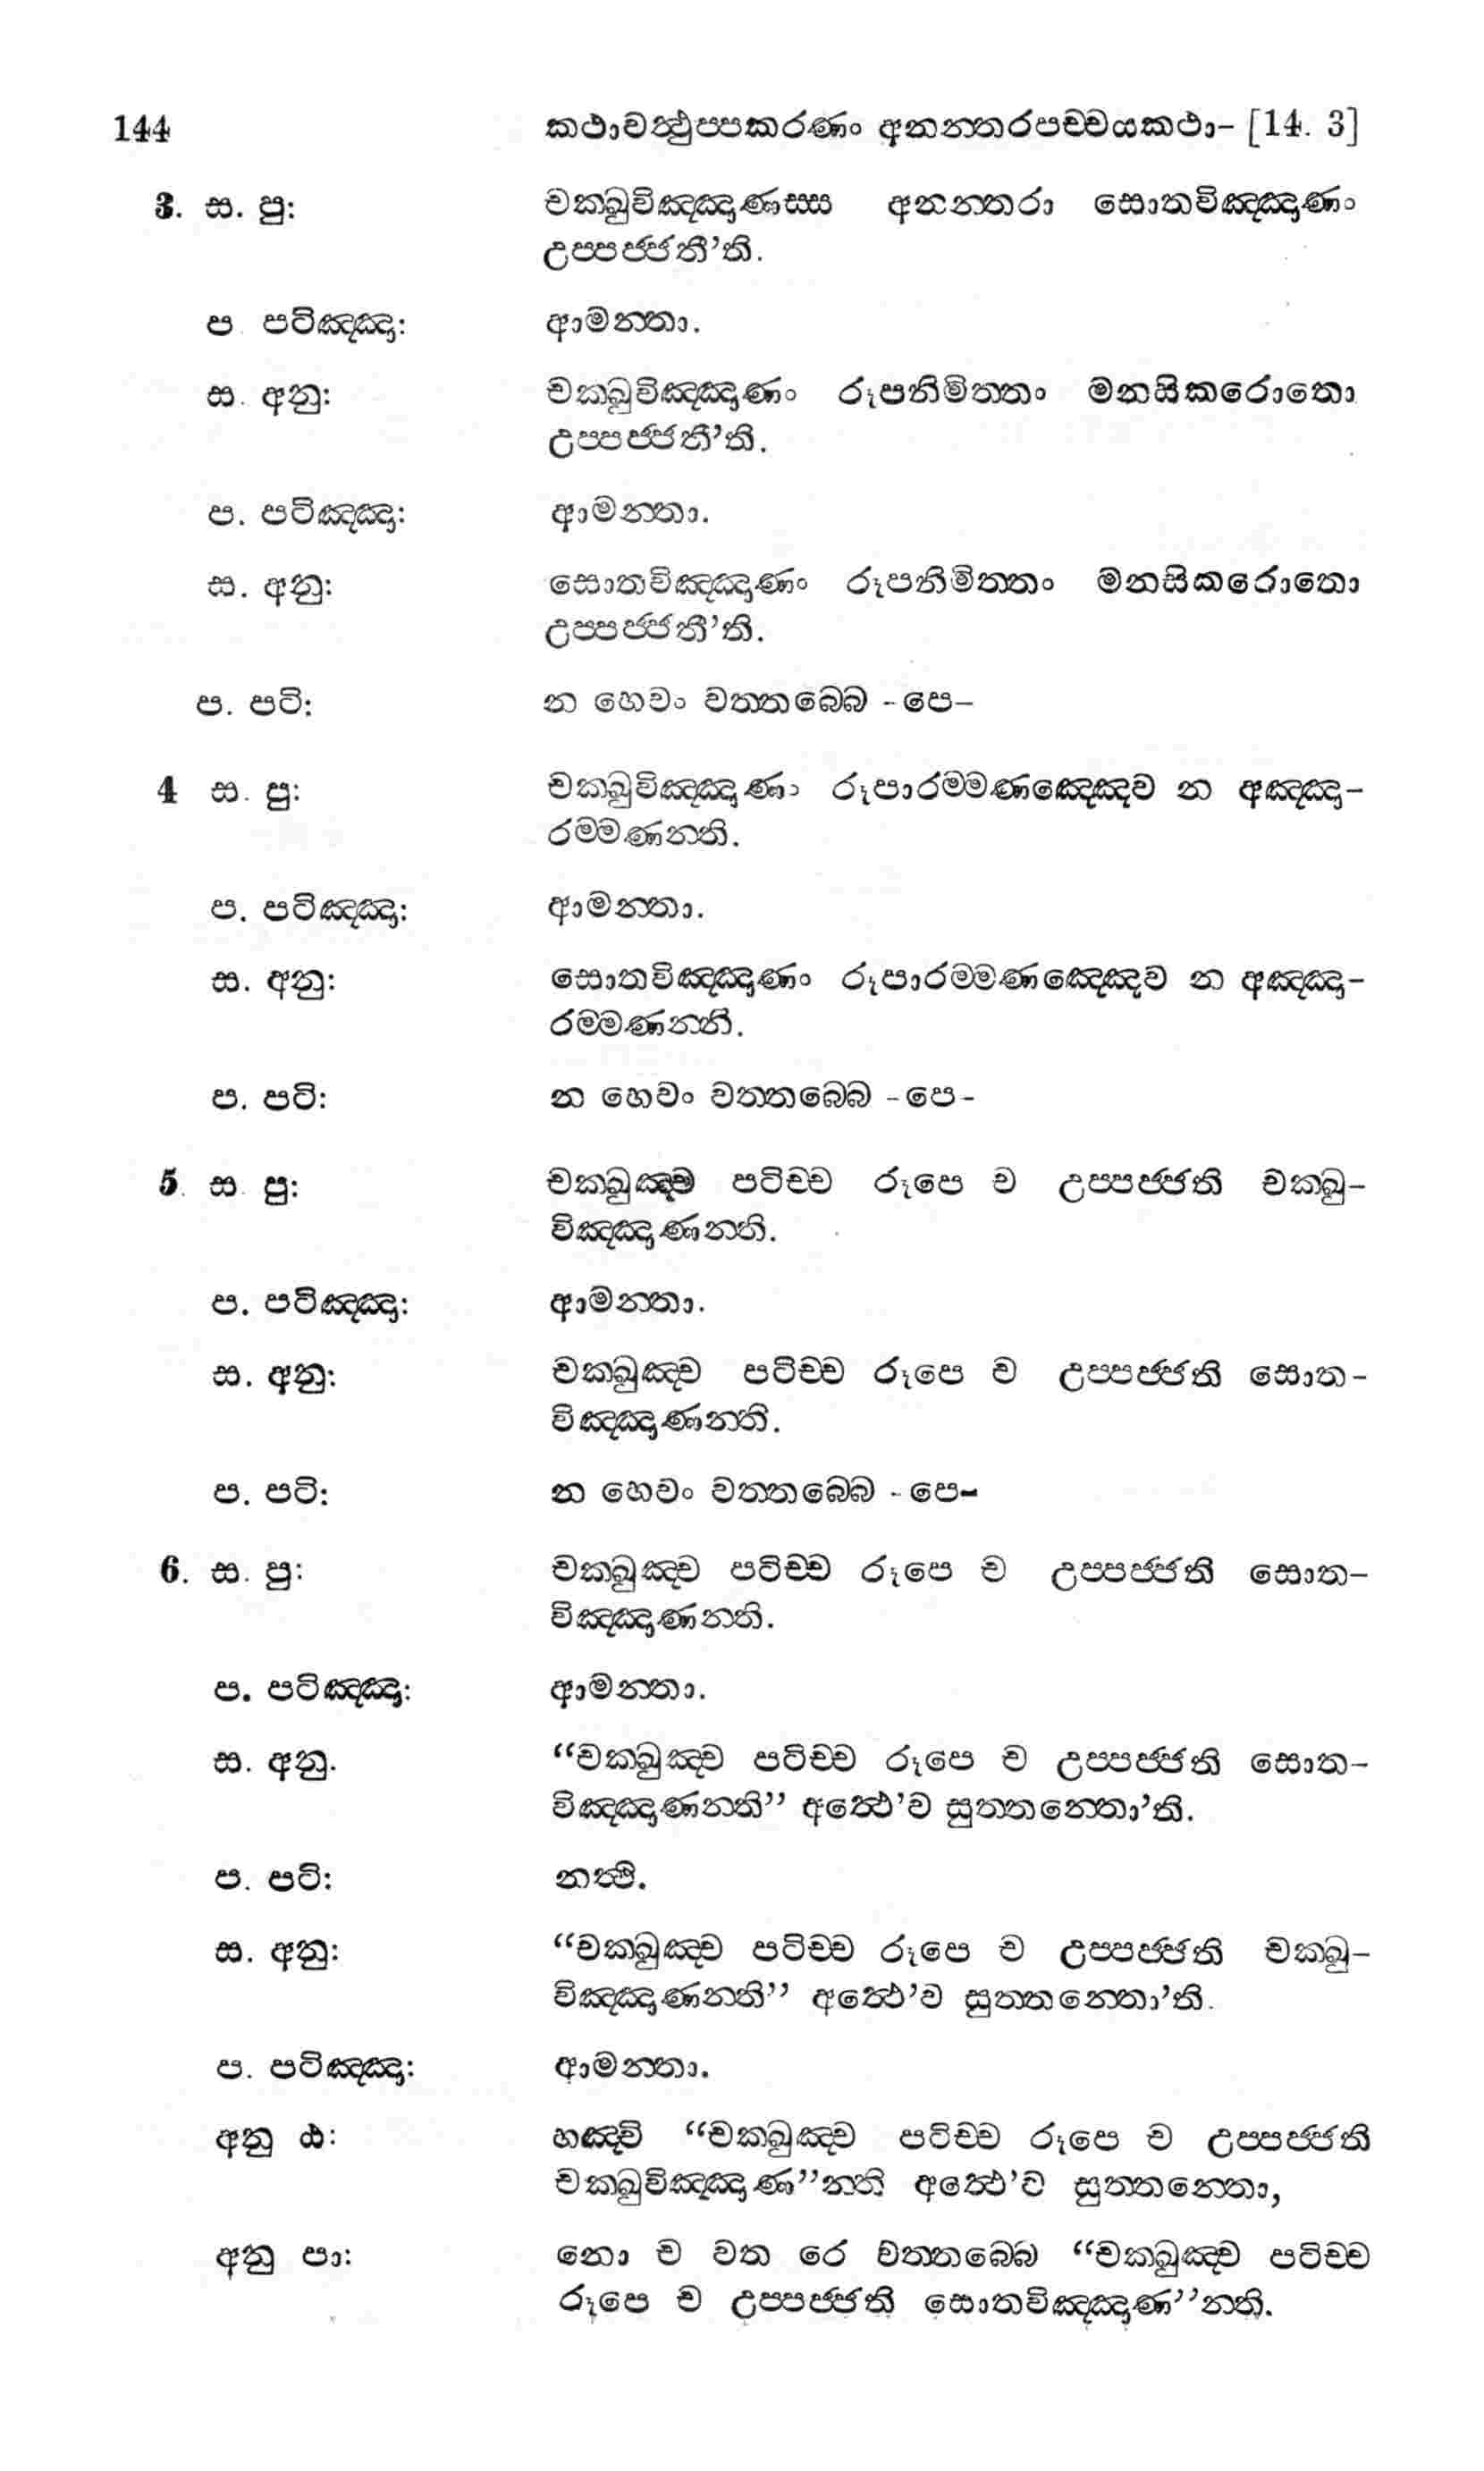 144 කථාවත්‍ථුප්පකරණං අනන්තරපච්චයකථා- [14. 3]
3. ස. පු: චක්ඛුවිඤ්ඤාණස්ස අනන්තරා සොතවිඤ්ඤාණං
උප්පජ්ජතී’ති.
ප. පටිඤ්ඤා: ආමන්තා.
ස. අනු: චක්ඛුවිඤ්ඤාණං රූපනිමිත්තං මනසිකරොතො
උප්පජ්ජතී’ති.
ප. පටිඤ්ඤා: ආමන්තා.
ස. අනු: සොතවිඤ්ඤාණං රූපනිමිත්තං මනසිකරොතො
උප්පජ්ජතී’ති.
ප. පටි: න හෙවං වත්තබ්බෙ -පෙ-
4 ස. පු: චක්ඛුවිඤ්ඤාණං රූපාරම්මණඤ්ඤෙව න අඤ්ඤා-
රම්මණන්ති.
ප. පටිඤ්ඤා: ආමන්තා.
ස. අනු: සොතවිඤ්ඤාණං රූපාරම්මණඤ්ඤෙව න අඤ්ඤා-
රම්මණන්ති.
ප. පටි: න හෙවං වත්තබ්බෙ -පෙ-
5. ස. පු: චක්ඛුඤ්ච පටිච්ච රූපෙ ච උප්පජ්ජති චක්ඛු-
විඤ්ඤාණන්ති.
ප. පටිඤ්ඤා: ආමන්තා.
ස. අනු: චක්ඛුඤ්ච පටිච්ච රූපෙ ච උප්පජ්ජති සොත-
විඤ්ඤාණන්ති.
ප. පටි: න හෙවං වත්තබ්බෙ -පෙ-
6. ස. පු: චක්ඛුඤ්ච පටිච්ච රූපෙ ච උප්පජ්ජති සොත-
විඤ්ඤාණන්ති.
ප. පටිඤ්ඤා: ආමන්තා.
ස. අනු. “චක්ඛුඤ්ච පටිච්ච රූපෙ ච උප්පජ්ජති සොත-
විඤ්ඤාණන්ති” අත්‍ථෙ’ව සුත්තන්තො’ති.
ප. පටි: නත්‍ථි.
ස. අනු: “චක්ඛුඤ්ච පටිච්ච රූපෙ ච උප්පජ්ජති චක්ඛු-
විඤ්ඤාණන්ති” අත්‍ථෙ’ව සුත්තන්තො’ති.
ප. පටිඤ්ඤා: ආමන්තා.
අනු ඨ: හඤ්චි “චක්ඛුඤ්ච පටිච්ච රූපෙ ච උප්පජ්ජති
චක්ඛුවිඤ්ඤාණ”න්ති අත්‍ථෙ’ව සුත්තන්තො,
අනු පා: නො ච වත රෙ වත්තබ්බෙ “චක්ඛුඤ්ච පටිච්ච
රූපෙ ච උප්පජ්ජති සොතවිඤ්ඤාණ”න්ති.